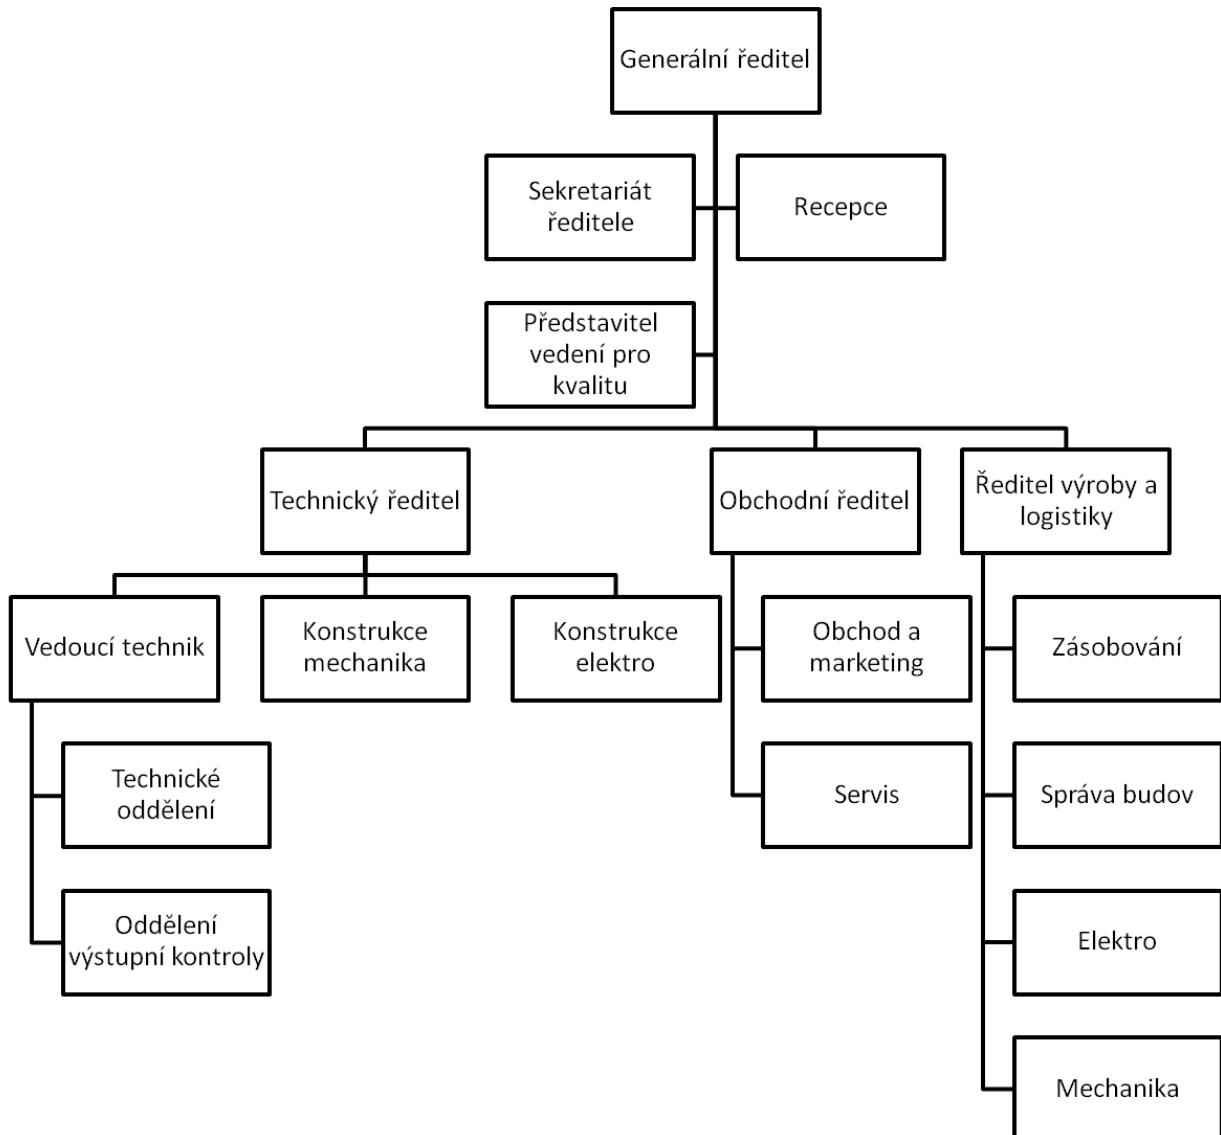 Generální ředitel
Sekretariát
ředitele
Recepce
Představitel
vedení pro
kvalitu
Technický ředitel
Obchodní ředitel
Ředitel výroby a
logistiky
Vedoucí technik
Konstrukce
mechanika
Konstrukce
elektro
Obchod a
marketing
Zásobování
Technické
oddělení
Servis
Správa budov
Oddělení
výstupní kontroly
Elektro
Mechanika